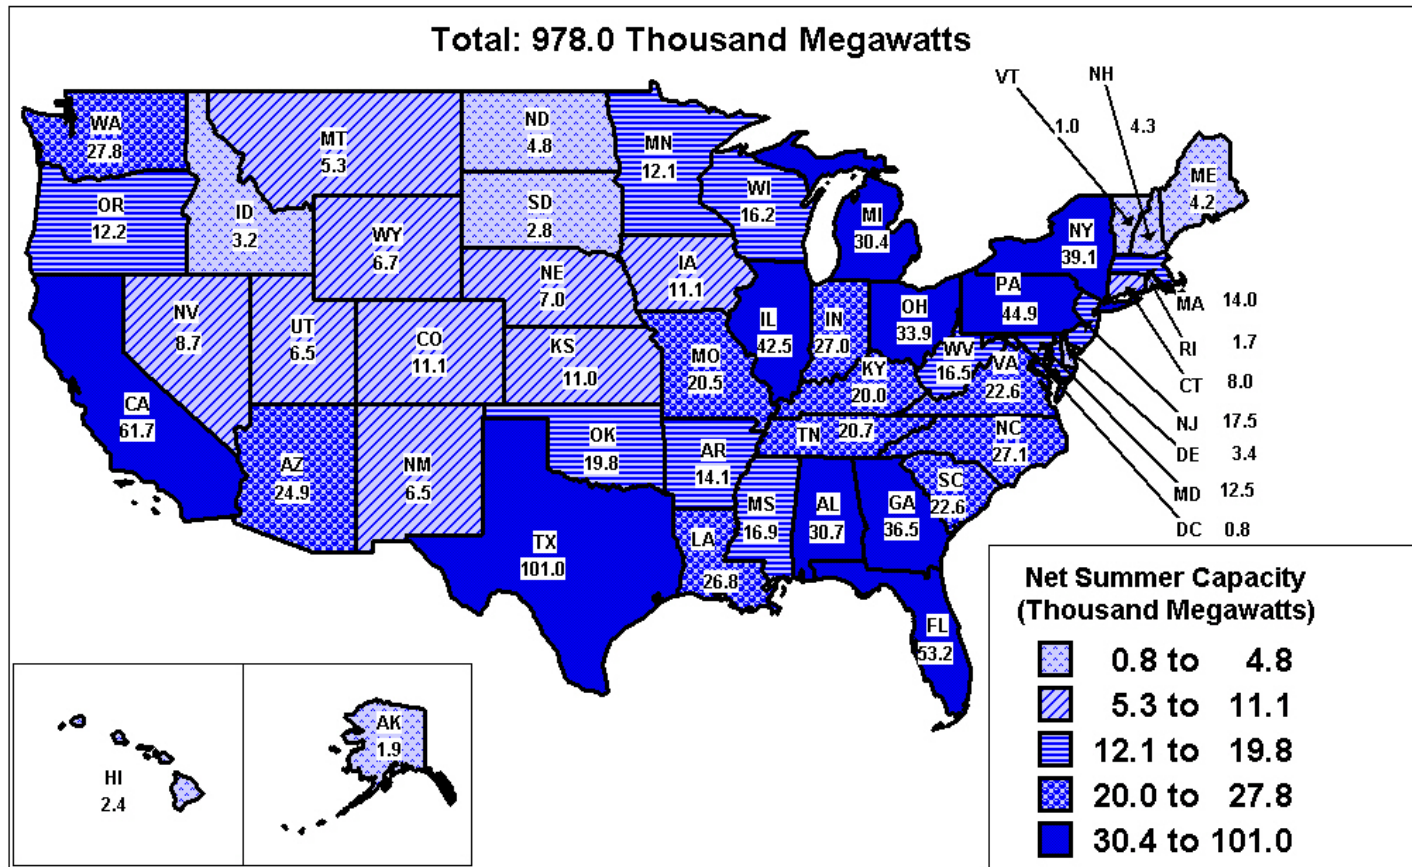 Total: 978.0 Thousand Megawatts
VT
NH
1.0
4.3
WA
27.8
MT
5.3
ND
4.8
MN
12.1
ME
4.2
OR
12.2
ID
3.2
WY
6.7
SD
2.8
WI
16.2
MI
30.4
NY
39.1
NV
8.7
UT
6.5
CO
11.1
NE
7.0
IA
11.1
IL
42.5
IN
27.0
OH
33.9
PA
44.9
MA 14.0
RI 1.7
CT 8.0
NJ 17.5
DE 3.4
MD 12.5
DC 0.8
CA
61.7
KS
11.0
MO
20.5
KY
20.0
WV
16.5
VA
22.6
AZ
24.9
NM
6.5
OK
19.8
AR
14.1
TN 20.7
NC
27.1
SC
22.6
TX
101.0
LA
26.8
MS
16.9
AL
30.7
GA
36.5
FL
53.2
HI
2.4
AK
1.9
Net Summer Capacity
(Thousand Megawatts)
0.8 to 4.8
5.3 to 11.1
12.1 to 19.8
20.0 to 27.8
30.4 to 101.0